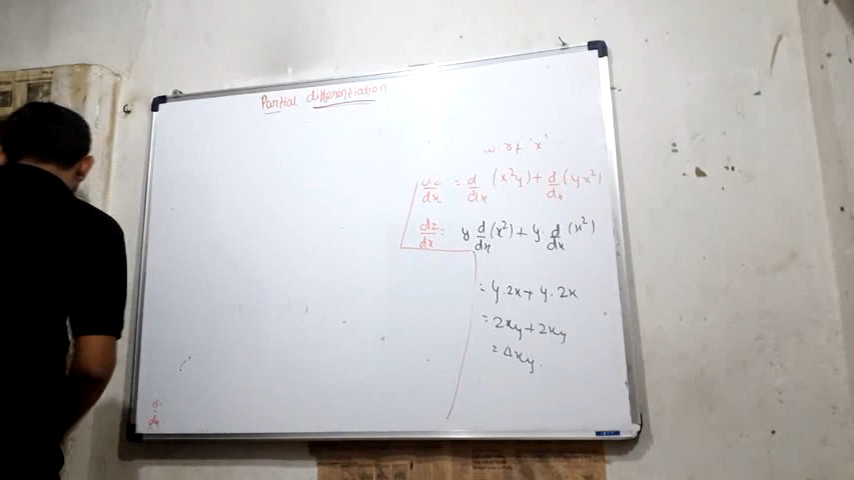 Partial differentiation
w.r.t 'x'
dz/dx = d/dx (x²y) + d/dx (yx²)
dz/dx = y d/dx (x²) + y. d/dx (x²)
= y.2x + y.2x
= 2xy + 2xy
= 4xy.